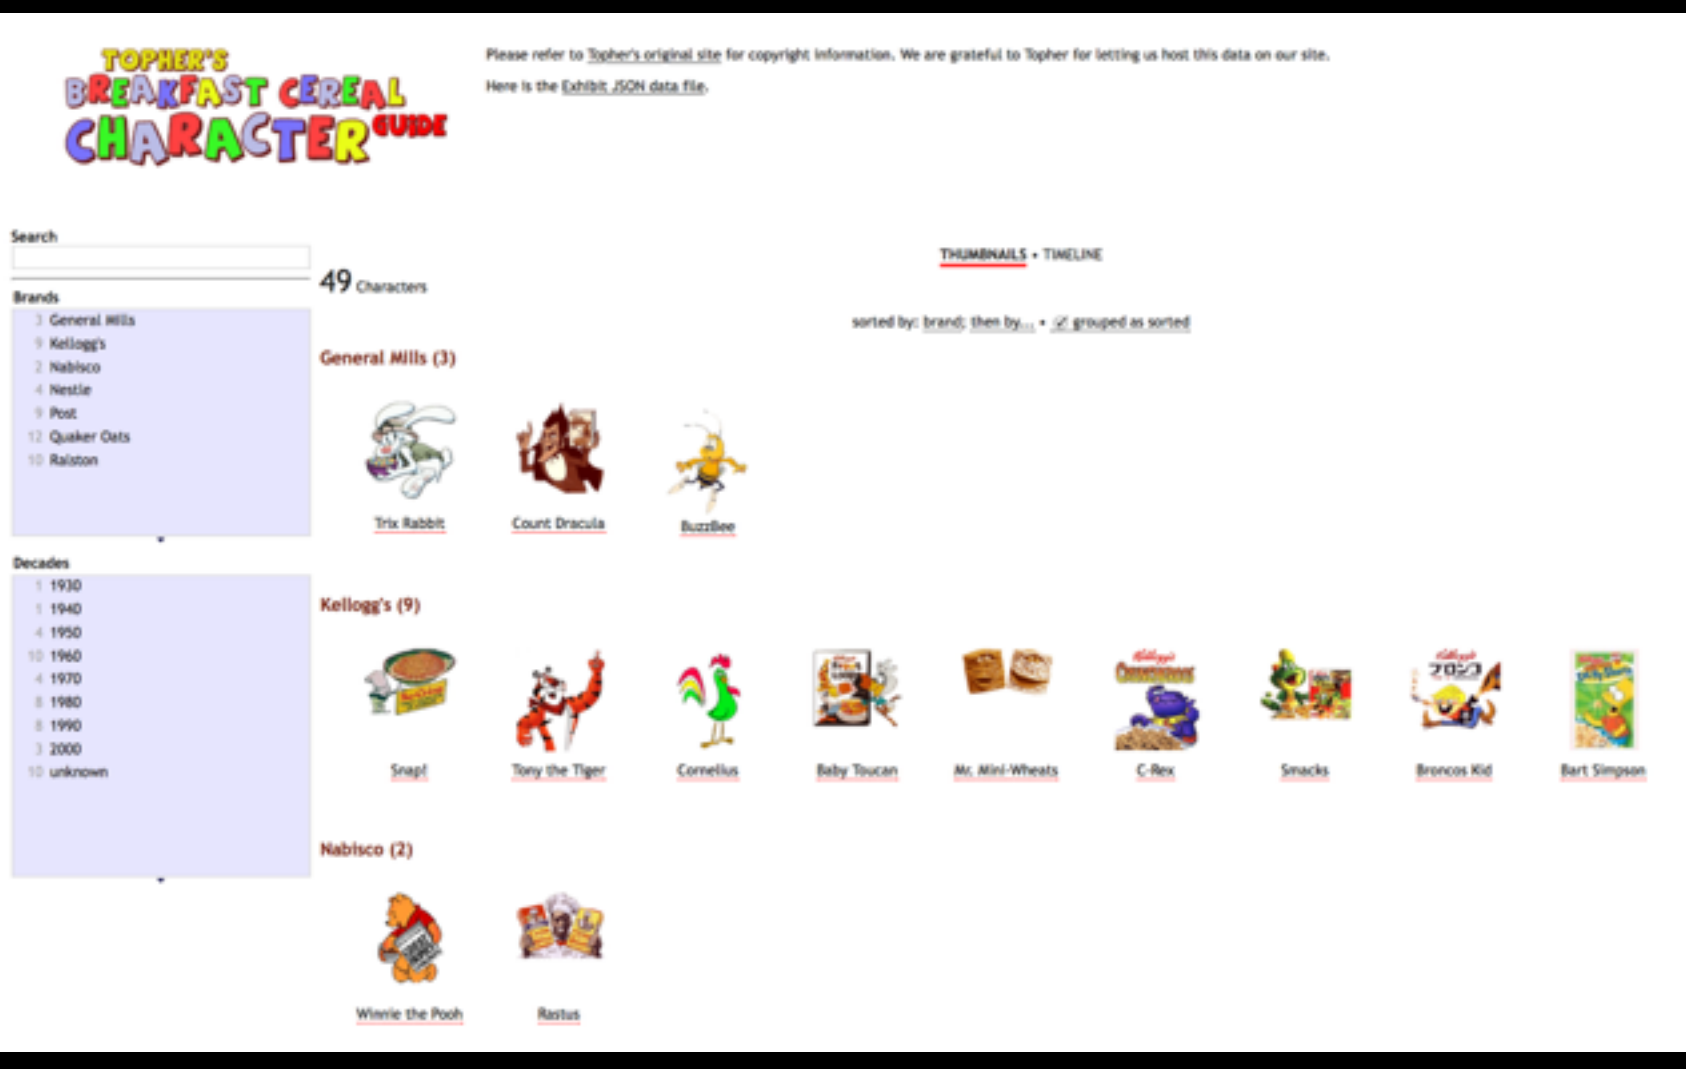 TOPHER'S
BREAKFAST CEREAL
CHARACTER GUIDE
Please refer to Topher's original site for copyright information. We are grateful to Topher for letting us host this data on our site.
Here is the Exhibit JSON data file.
Search
THUMBNAILS • TIMELINE
49 Characters
sorted by: brand; then by... • grouped as sorted
Brands
3 General Mills
9 Kellogg's
2 Nabisco
4 Nestle
9 Post
12 Quaker Oats
10 Ralston
Decades
1 1930
1 1940
4 1950
10 1960
4 1970
8 1980
8 1990
3 2000
10 unknown
General Mills (3)
Trix Rabbit
Count Dracula
BuzzBee
Kellogg's (9)
Kellogg's
Kellogg's
フロンコ
Snap!
Tony the Tiger
Cornelius
Baby Toucan
Mr. Mini-Wheats
C-Rex
Smacks
Broncos Kid
Bart Simpson
Nabisco (2)
Winnie the Pooh
Rastus